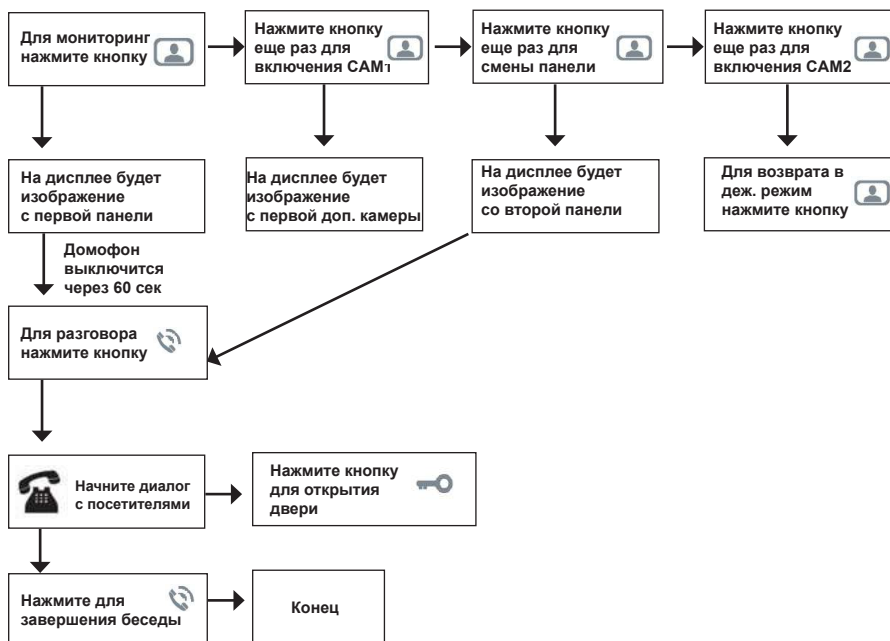 Для мониторинг
нажмите кнопку
Нажмите кнопку
еще раз для
включения САМ1
Нажмите кнопку
еще раз для
смены панели
Нажмите кнопку
еще раз для
включения САМ2
На дисплее будет
изображение
с первой панели
На дисплее будет
изображение
с первой доп. камеры
На дисплее будет
изображение
со второй панели
Для возврата в
деж. режим
нажмите кнопку
Домофон
выключится
через 60 сек
Для разговора
нажмите кнопку
Начните диалог
с посетителями
Нажмите кнопку
для открытия
двери
Нажмите для
завершения беседы
Конец